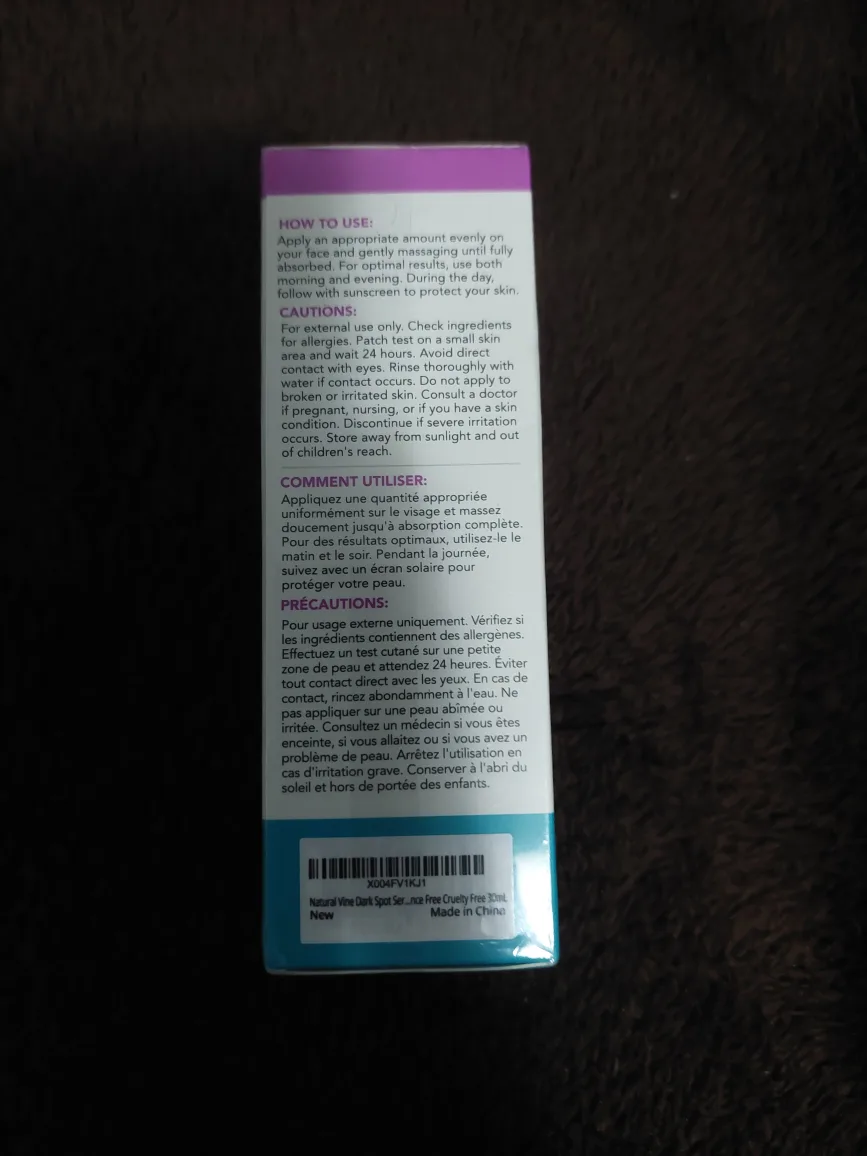 HOW TO USE:
Apply an appropriate amount evenly on
your face and gently massaging until fully
absorbed. For optimal results, use both
morning and evening. During the day,
follow with sunscreen to protect your skin.
CAUTIONS:
For external use only. Check ingredients
for allergies. Patch test on a small skin
area and wait 24 hours. Avoid direct
contact with eyes. Rinse thoroughly with
water if contact occurs. Do not apply to
broken or irritated skin. Consult a doctor
if pregnant, nursing, or if you have a skin
condition. Discontinue if severe irritation
occurs. Store away from sunlight and out
of children's reach.
COMMENT UTILISER:
Appliquez une quantité appropriée
uniformément sur le visage et massez
doucement jusqu'à absorption complète.
Pour des résultats optimaux, utilisez-le le
matin et le soir. Pendant la journée,
suivez avec un écran solaire pour
protéger votre peau.
PRÉCAUTIONS:
Pour usage externe uniquement. Vérifiez si
les ingrédients contiennent des allergènes.
Effectuez un test cutané sur une petite
zone de peau et attendez 24 heures. Éviter
tout contact direct avec les yeux. En cas de
contact, rincez abondamment à l'eau. Ne
pas appliquer sur une peau abîmée ou
irritée. Consultez un médecin si vous êtes
enceinte, si vous allaitez ou si vous avez un
problème de peau. Arrêtez l'utilisation en
cas d'irritation grave. Conserver à l'abri du
soleil et hors de portée des enfants.
X004FV1KJ1
Natural Vine Dark Spot Ser...nce Free Cruelty Free 30mL
New Made in China